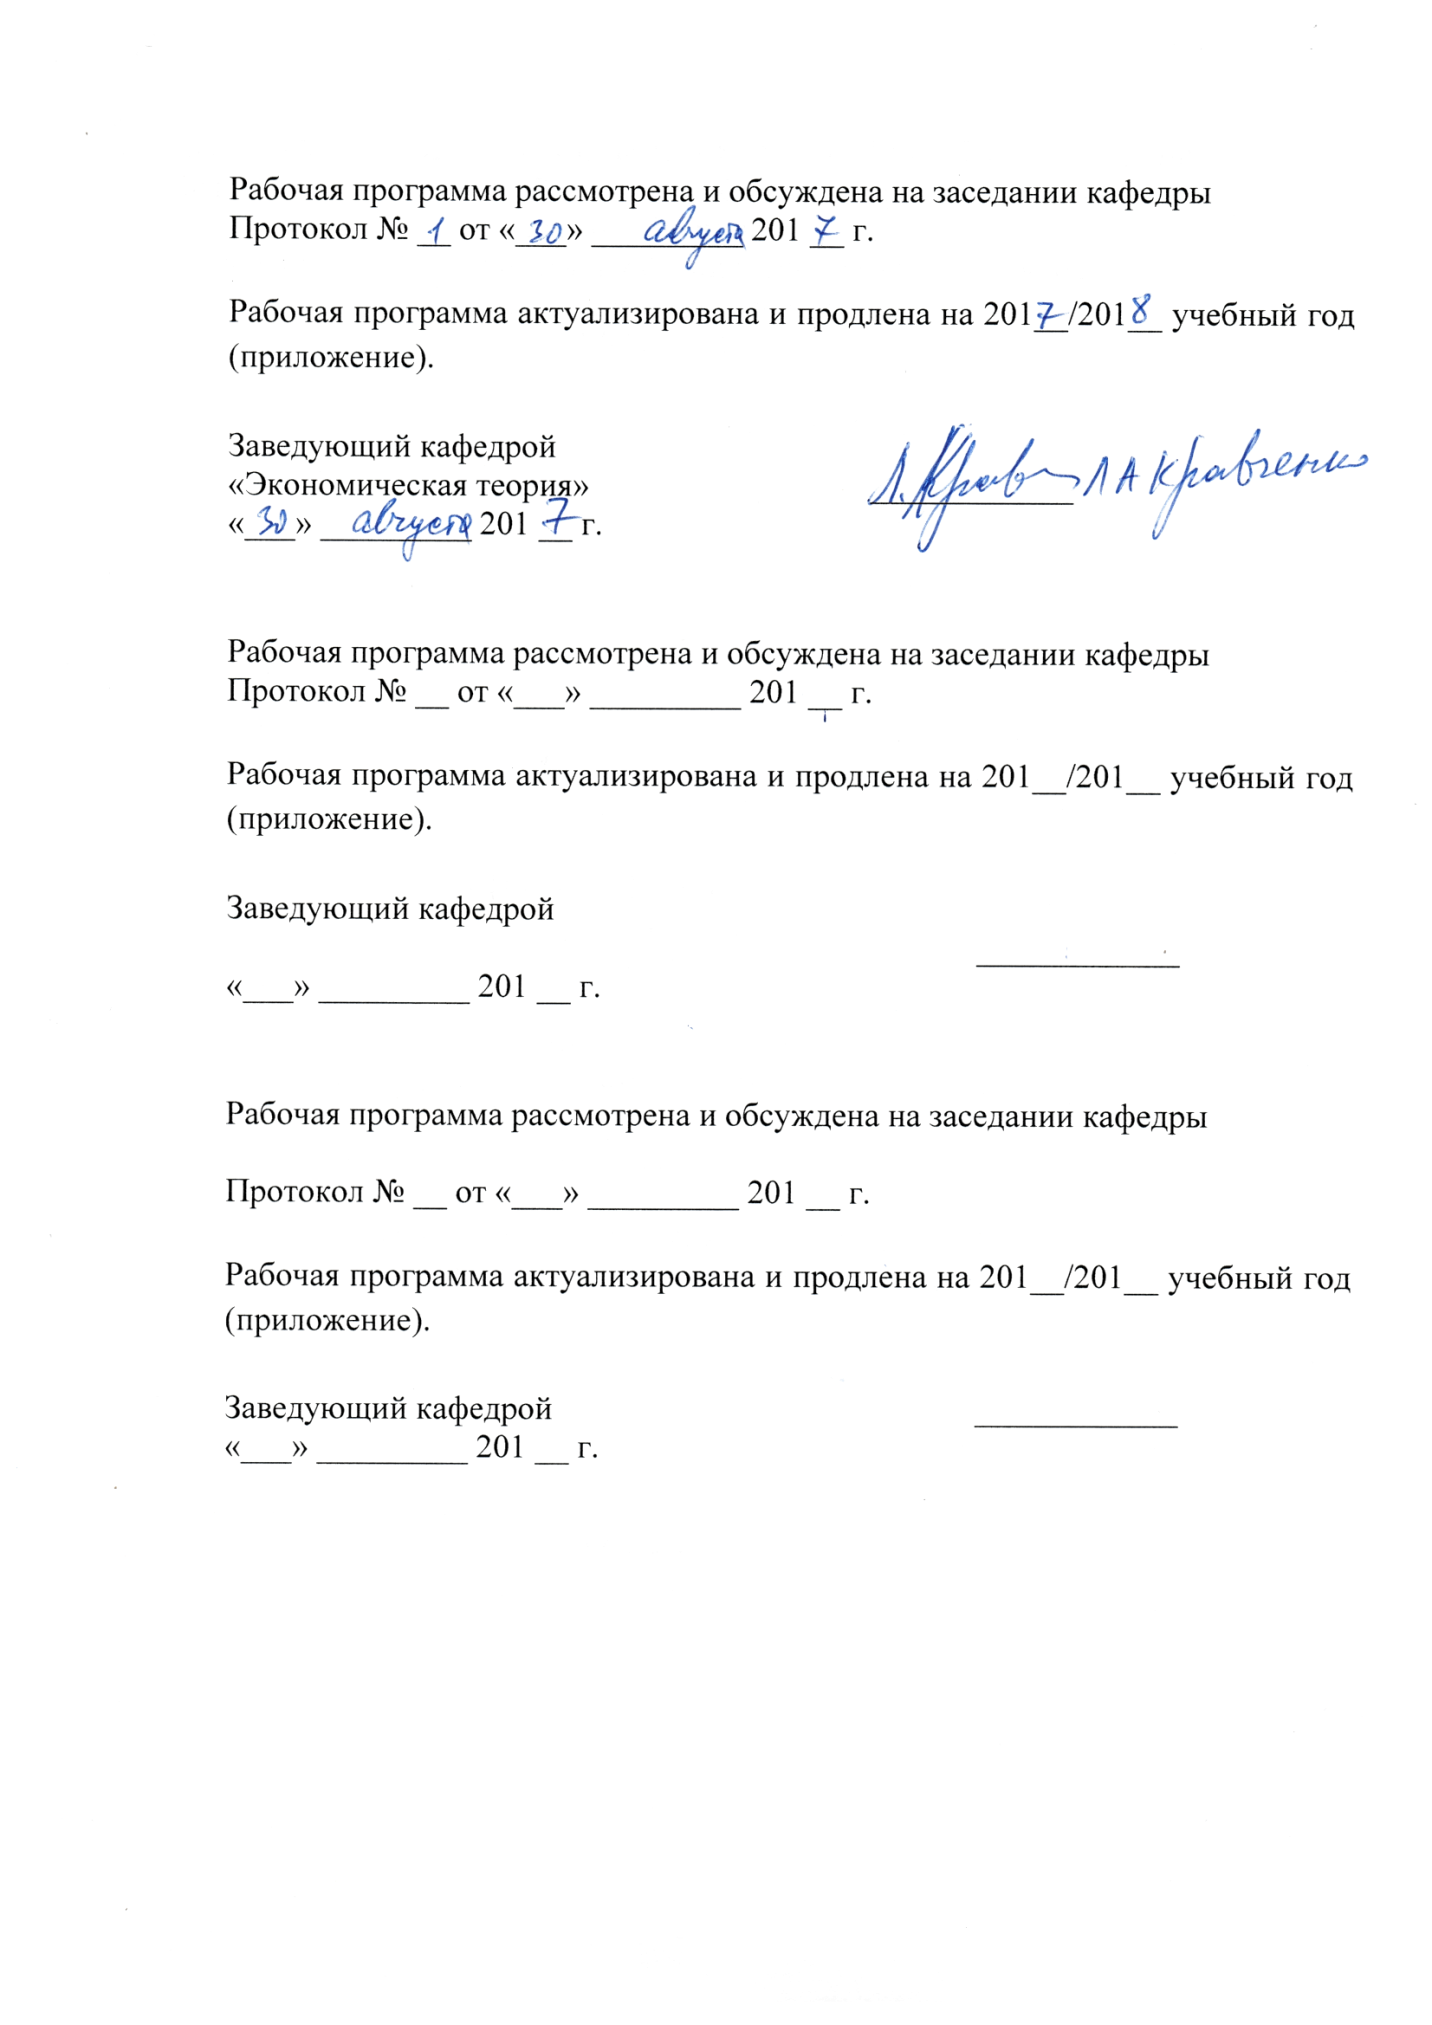 Рабочая программа рассмотрена и обсуждена на заседании кафедры
Протокол № 1 от «30» августа 2017 г.
Рабочая программа актуализирована и продлена на 2017/2018 учебный год
(приложение).
Заведующий кафедрой
«Экономическая теория»
Л.Крав Л А Кравченко
«30» августа 2017 г.
Рабочая программа рассмотрена и обсуждена на заседании кафедры
Протокол № __ от «___» _________ 201 __ г.
Рабочая программа актуализирована и продлена на 201__/201__ учебный год
(приложение).
Заведующий кафедрой
____________
«___» _________ 201 __ г.
Рабочая программа рассмотрена и обсуждена на заседании кафедры
Протокол № __ от «___» _________ 201 __ г.
Рабочая программа актуализирована и продлена на 201__/201__ учебный год
(приложение).
Заведующий кафедрой ____________
«___» _________ 201 __ г.